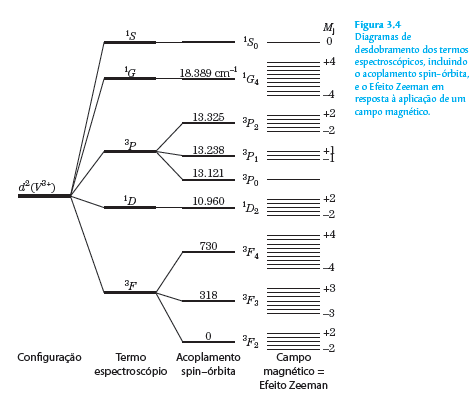 Figura 3.4
Diagramas de
desdobramento dos termos
espectroscópicos, incluindo
o acoplamento spin–órbita,
e o Efeito Zeeman em
resposta à aplicação de um
campo magnético.
M_J
¹S ¹S₀ 0
¹G 18.389 cm⁻¹ ¹G₄ +4
−4
³P 13.325 ³P₂ +2
−2
13.238 ³P₁ +1
−1
13.121 ³P₀
d²(V³⁺)
¹D 10.960 ¹D₂ +2
−2
³F 730 ³F₄ +4
−4
318 ³F₃ +3
−3
0 ³F₂ +2
−2
Configuração Termo Acoplamento Campo
espectroscópio spin–órbita magnético =
Efeito Zeeman